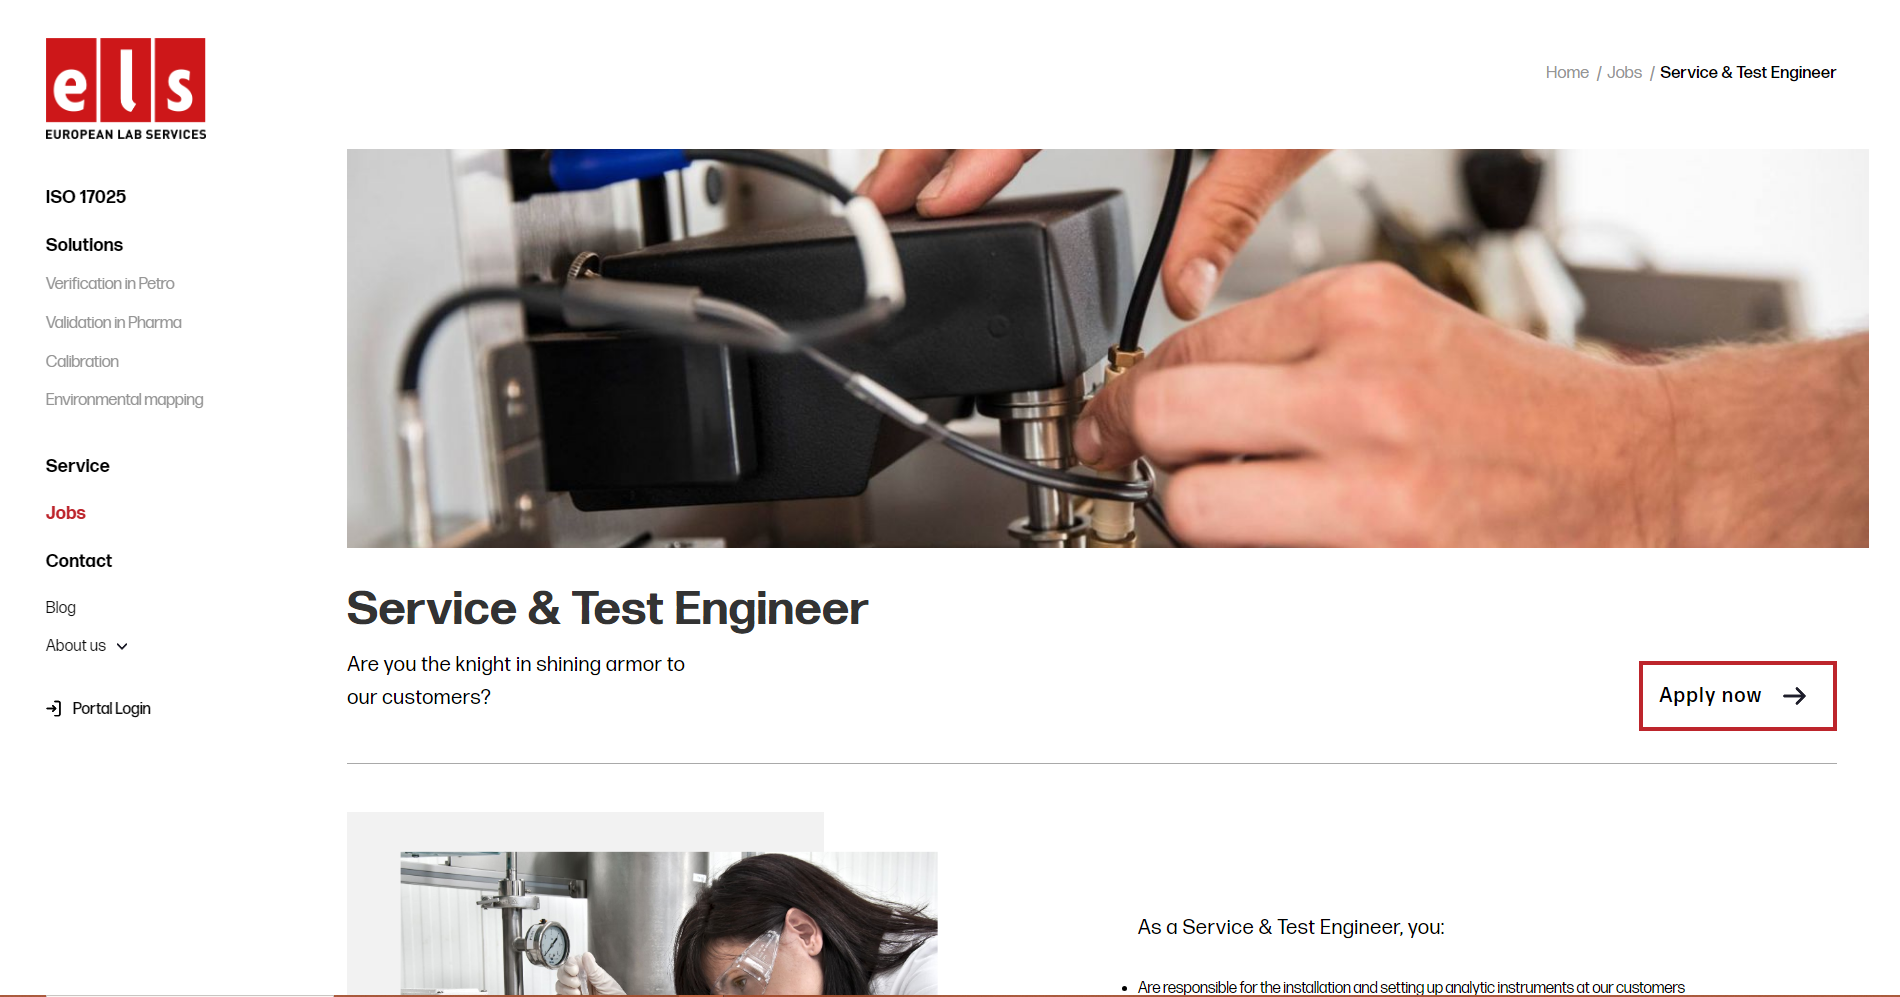 els
EUROPEAN LAB SERVICES
Home / Jobs / Service & Test Engineer
ISO 17025
Solutions
Verification in Petro
Validation in Pharma
Calibration
Environmental mapping
Service
Jobs
Contact
Blog
About us
Portal Login
Service & Test Engineer
Are you the knight in shining armor to
our customers?
Apply now
As a Service & Test Engineer, you:
• Are responsible for the installation and setting up analytic instruments at our customers